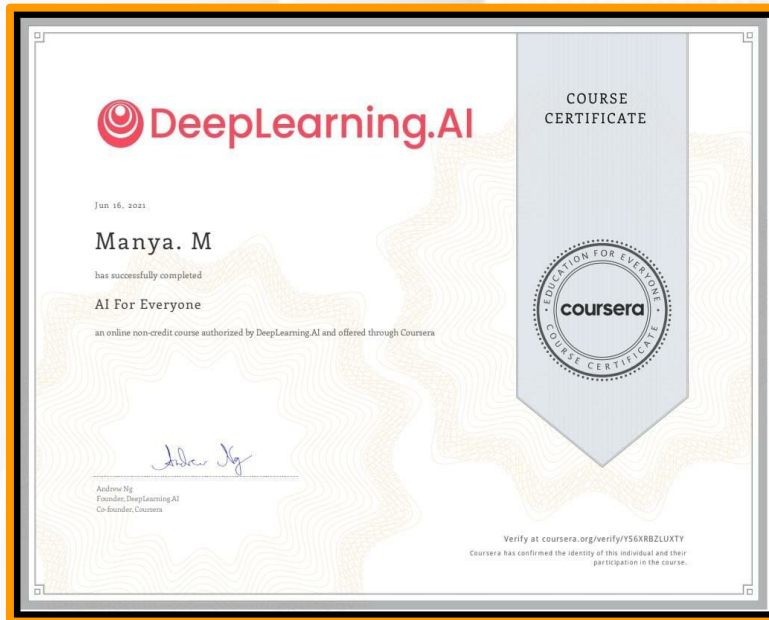 DeepLearning.AI
COURSE
CERTIFICATE
Jun 16, 2021
Manya. M
has successfully completed
AI For Everyone
an online non-credit course authorized by DeepLearning.AI and offered through Coursera
EDUCATION FOR EVERYONE
coursera
COURSE CERTIFICATE
Andrew Ng
Andrew Ng
Founder, DeepLearning.AI
Co-founder, Coursera
Verify at coursera.org/verify/YS6XRBZLUXTY
Coursera has confirmed the identity of this individual and their
participation in the course.